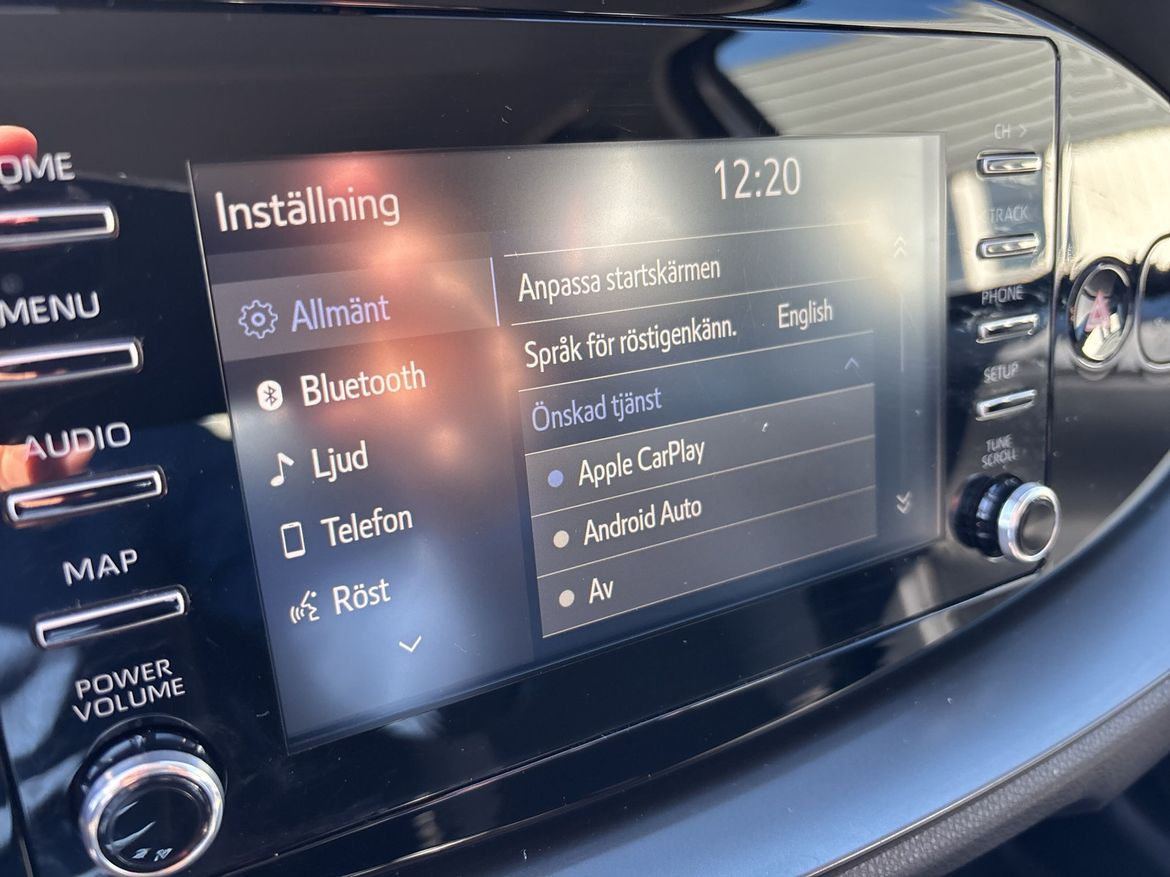 OME
MENU
AUDIO
MAP
POWER
VOLUME
Inställning
12:20
Allmänt
Bluetooth
Ljud
Telefon
Röst
Anpassa startskärmen
Språk för röstigenkänn. English
Önskad tjänst
Apple CarPlay
Android Auto
Av
CH >
TRACK
PHONE
SETUP
TUNE
SCROLL